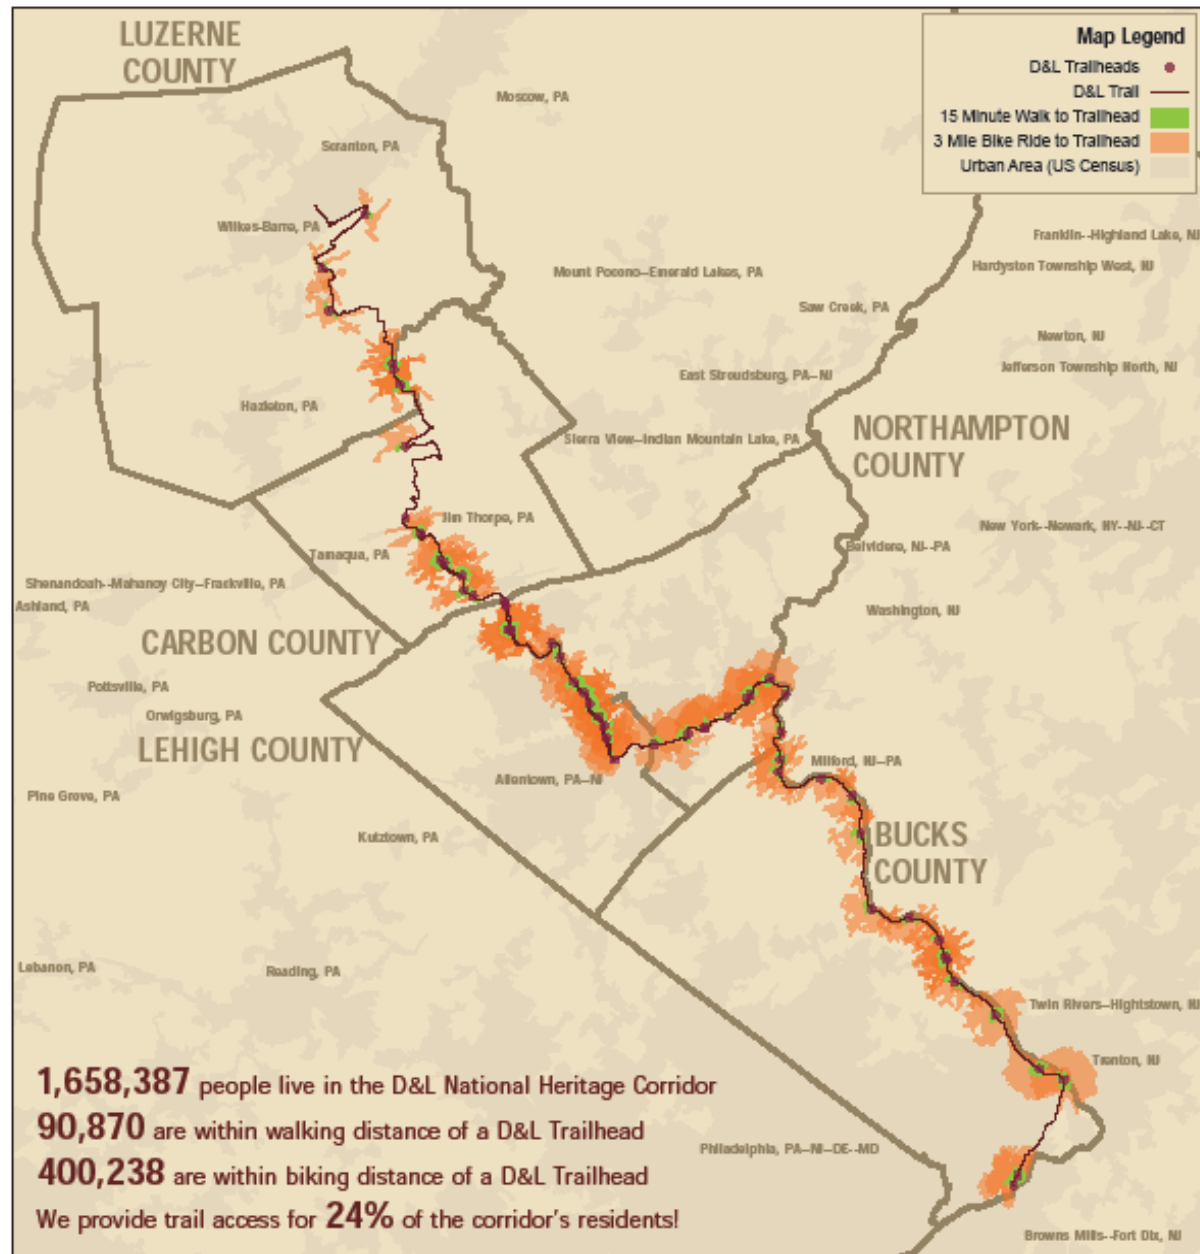 LUZERNE
COUNTY
Map Legend
D&L Trailheads
D&L Trail
15 Minute Walk to Trailhead
3 Mile Bike Ride to Trailhead
Urban Area (US Census)
Moscow, PA
Scranton, PA
Wilkes-Barre, PA
Franklin--Highland Lake, NJ
Hardyston Township West, NJ
Mount Pocono--Emerald Lakes, PA
Saw Creek, PA
Newton, NJ
Jefferson Township North, NJ
East Stroudsburg, PA--NJ
Hazleton, PA
Sierra View--Indian Mountain Lake, PA
NORTHAMPTON
COUNTY
Jim Thorpe, PA
New York--Newark, NY--NJ--CT
Tamaqua, PA
Belvidere, NJ--PA
Shenandoah--Mahanoy City--Frackville, PA
Ashland, PA
Washington, NJ
CARBON COUNTY
Pottsville, PA
Orwigsburg, PA
LEHIGH COUNTY
Allentown, PA--NJ
Milford, NJ--PA
Pine Grove, PA
Kutztown, PA
BUCKS
COUNTY
Lebanon, PA
Reading, PA
Twin Rivers--Hightstown, NJ
Trenton, NJ
1,658,387 people live in the D&L National Heritage Corridor
90,870 are within walking distance of a D&L Trailhead
400,238 are within biking distance of a D&L Trailhead
We provide trail access for 24% of the corridor's residents!
Philadelphia, PA--NJ--DE--MD
Browns Mills--Fort Dix, NJ